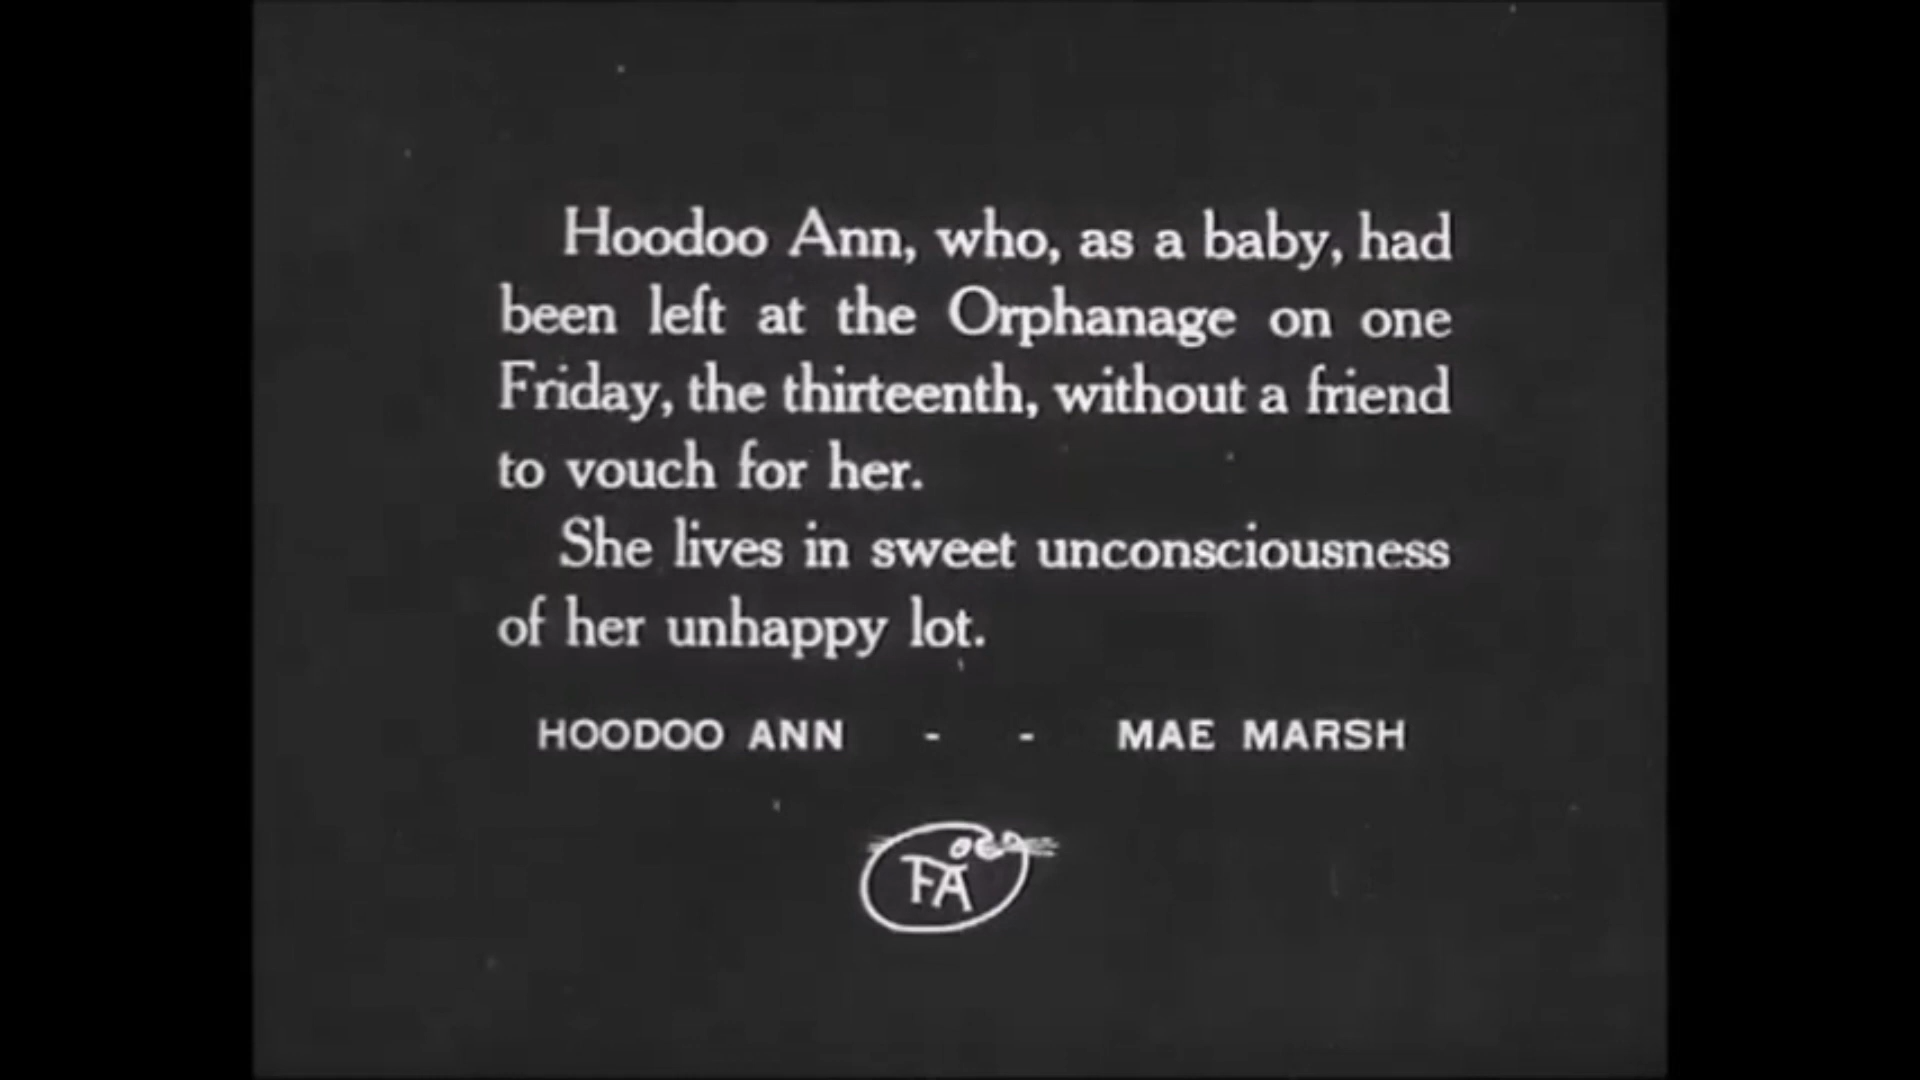 Hoodoo Ann, who, as a baby, had
been left at the Orphanage on one
Friday, the thirteenth, without a friend
to vouch for her.
She lives in sweet unconsciousness
of her unhappy lot.
HOODOO ANN - - MAE MARSH
FA